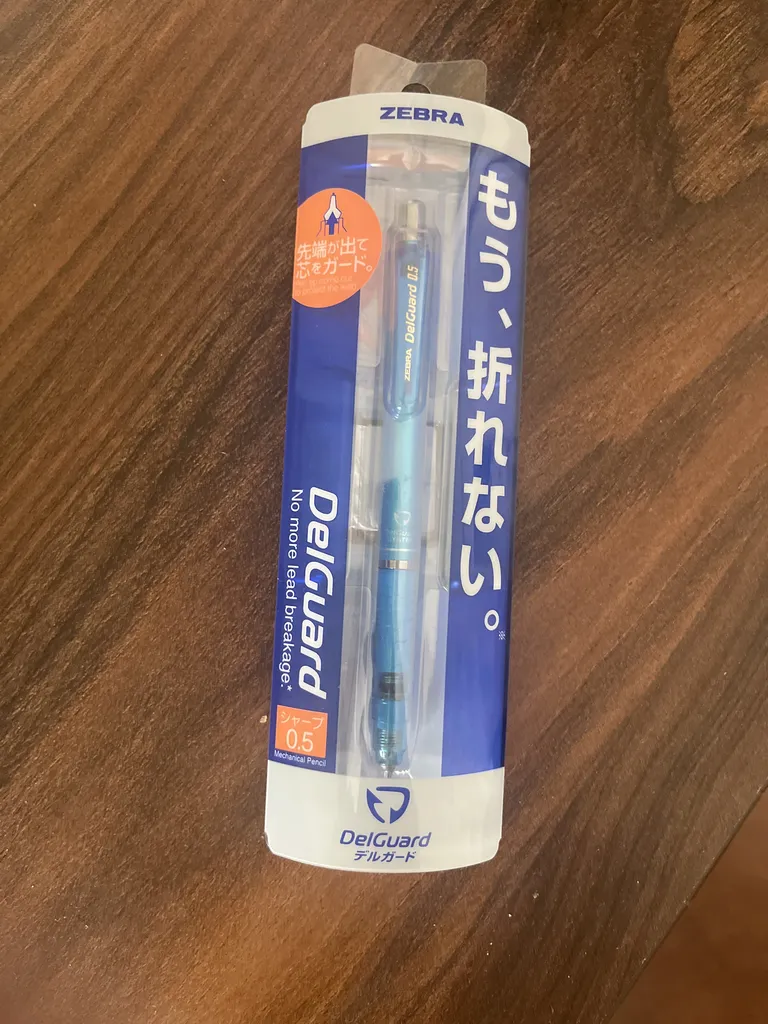 ZEBRA
もう、折れない。※
先端が出て
芯をガード。
ZEBRA DelGuard 0.5
DelGuard
No more lead breakage.*
シャープ
0.5
Mechanical Pencil
DelGuard
デルガード